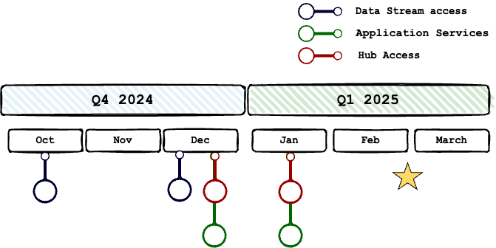 Data Stream access
Application Services
Hub Access
Q4 2024 Q1 2025
Oct Nov Dec Jan Feb March